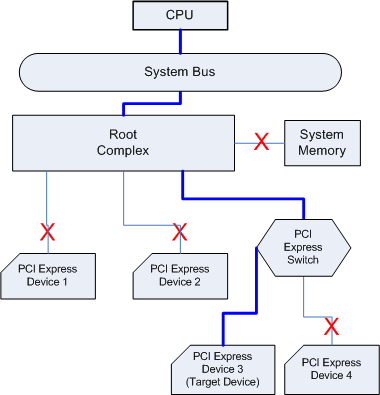 CPU
System Bus
Root
Complex
System
Memory
X
PCI
Express
Switch
X
X
PCI Express
Device 1
PCI Express
Device 2
X
PCI Express
Device 3
(Target Device)
PCI Express
Device 4